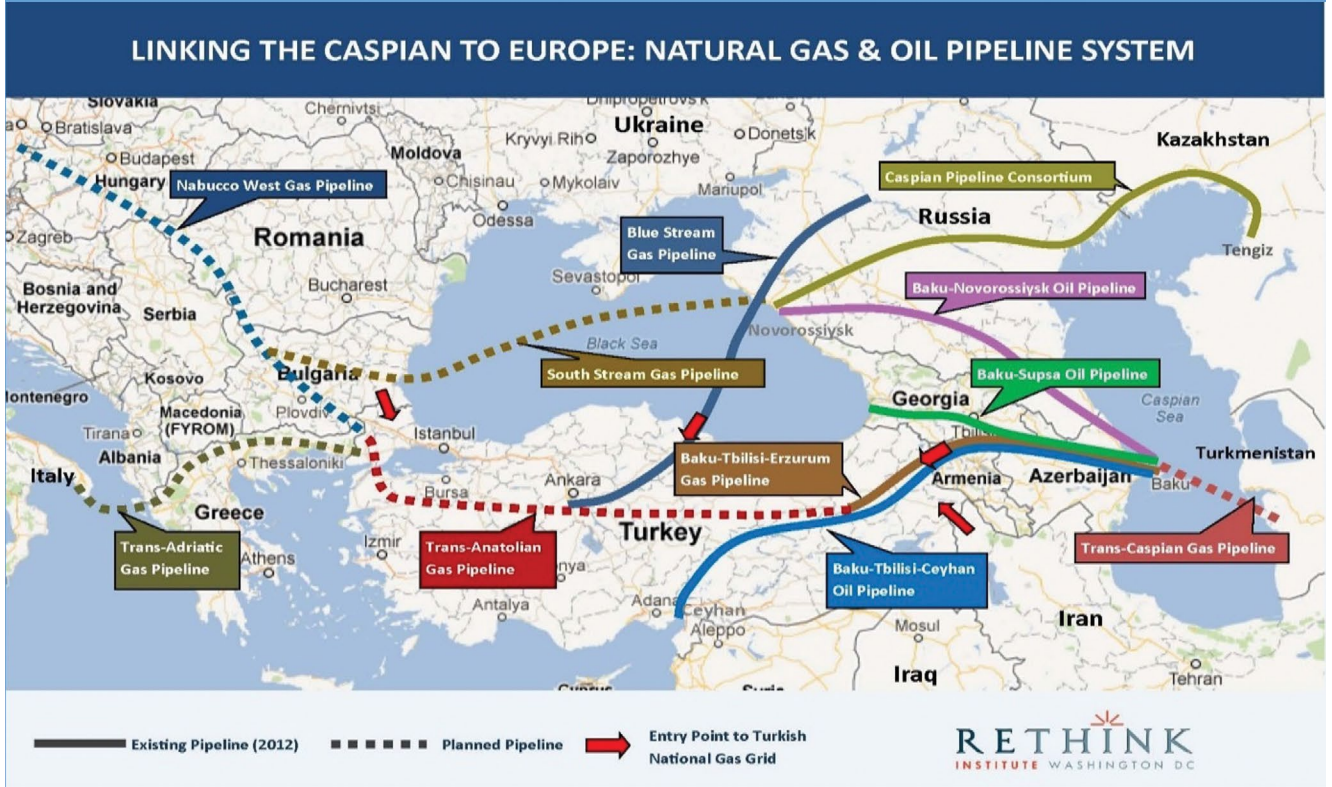 LINKING THE CASPIAN TO EUROPE: NATURAL GAS & OIL PIPELINE SYSTEM
Slovakia
Chernivtsi
Bratislava
Budapest
Hungary
Nabucco West Gas Pipeline
Moldova
Chisinau
Mykolaiv
Odessa
Kryvyi Rih
Ukraine
Zaporozhye
Donetsk
Mariupol
Kazakhstan
Caspian Pipeline Consortium
Russia
Tengiz
Zagreb
Romania
Blue Stream
Gas Pipeline
Bosnia and
Herzegovina
Serbia
Bucharest
Sevastopol
Baku-Novorossiysk Oil Pipeline
Novorossiysk
Black Sea
South Stream Gas Pipeline
Baku-Supsa Oil Pipeline
Kosovo
Bulgaria
Macedonia
(FYROM)
Plovdiv
Georgia
Caspian
Sea
Tirana
Albania
Istanbul
Italy
Thessaloniki
Baku-Tbilisi-Erzurum
Gas Pipeline
Armenia
Azerbaijan
Baku
Turkmenistan
Bursa
Ankara
Greece
Turkey
Trans-Adriatic
Gas Pipeline
Athens
Izmir
Trans-Anatolian
Gas Pipeline
Trans-Caspian Gas Pipeline
Baku-Tbilisi-Ceyhan
Oil Pipeline
Antalya
Adana
Ceyhan
Aleppo
Mosul
Iran
Iraq
Tehran
Existing Pipeline (2012)
Planned Pipeline
Entry Point to Turkish
National Gas Grid
RETHINK
INSTITUTE WASHINGTON DC